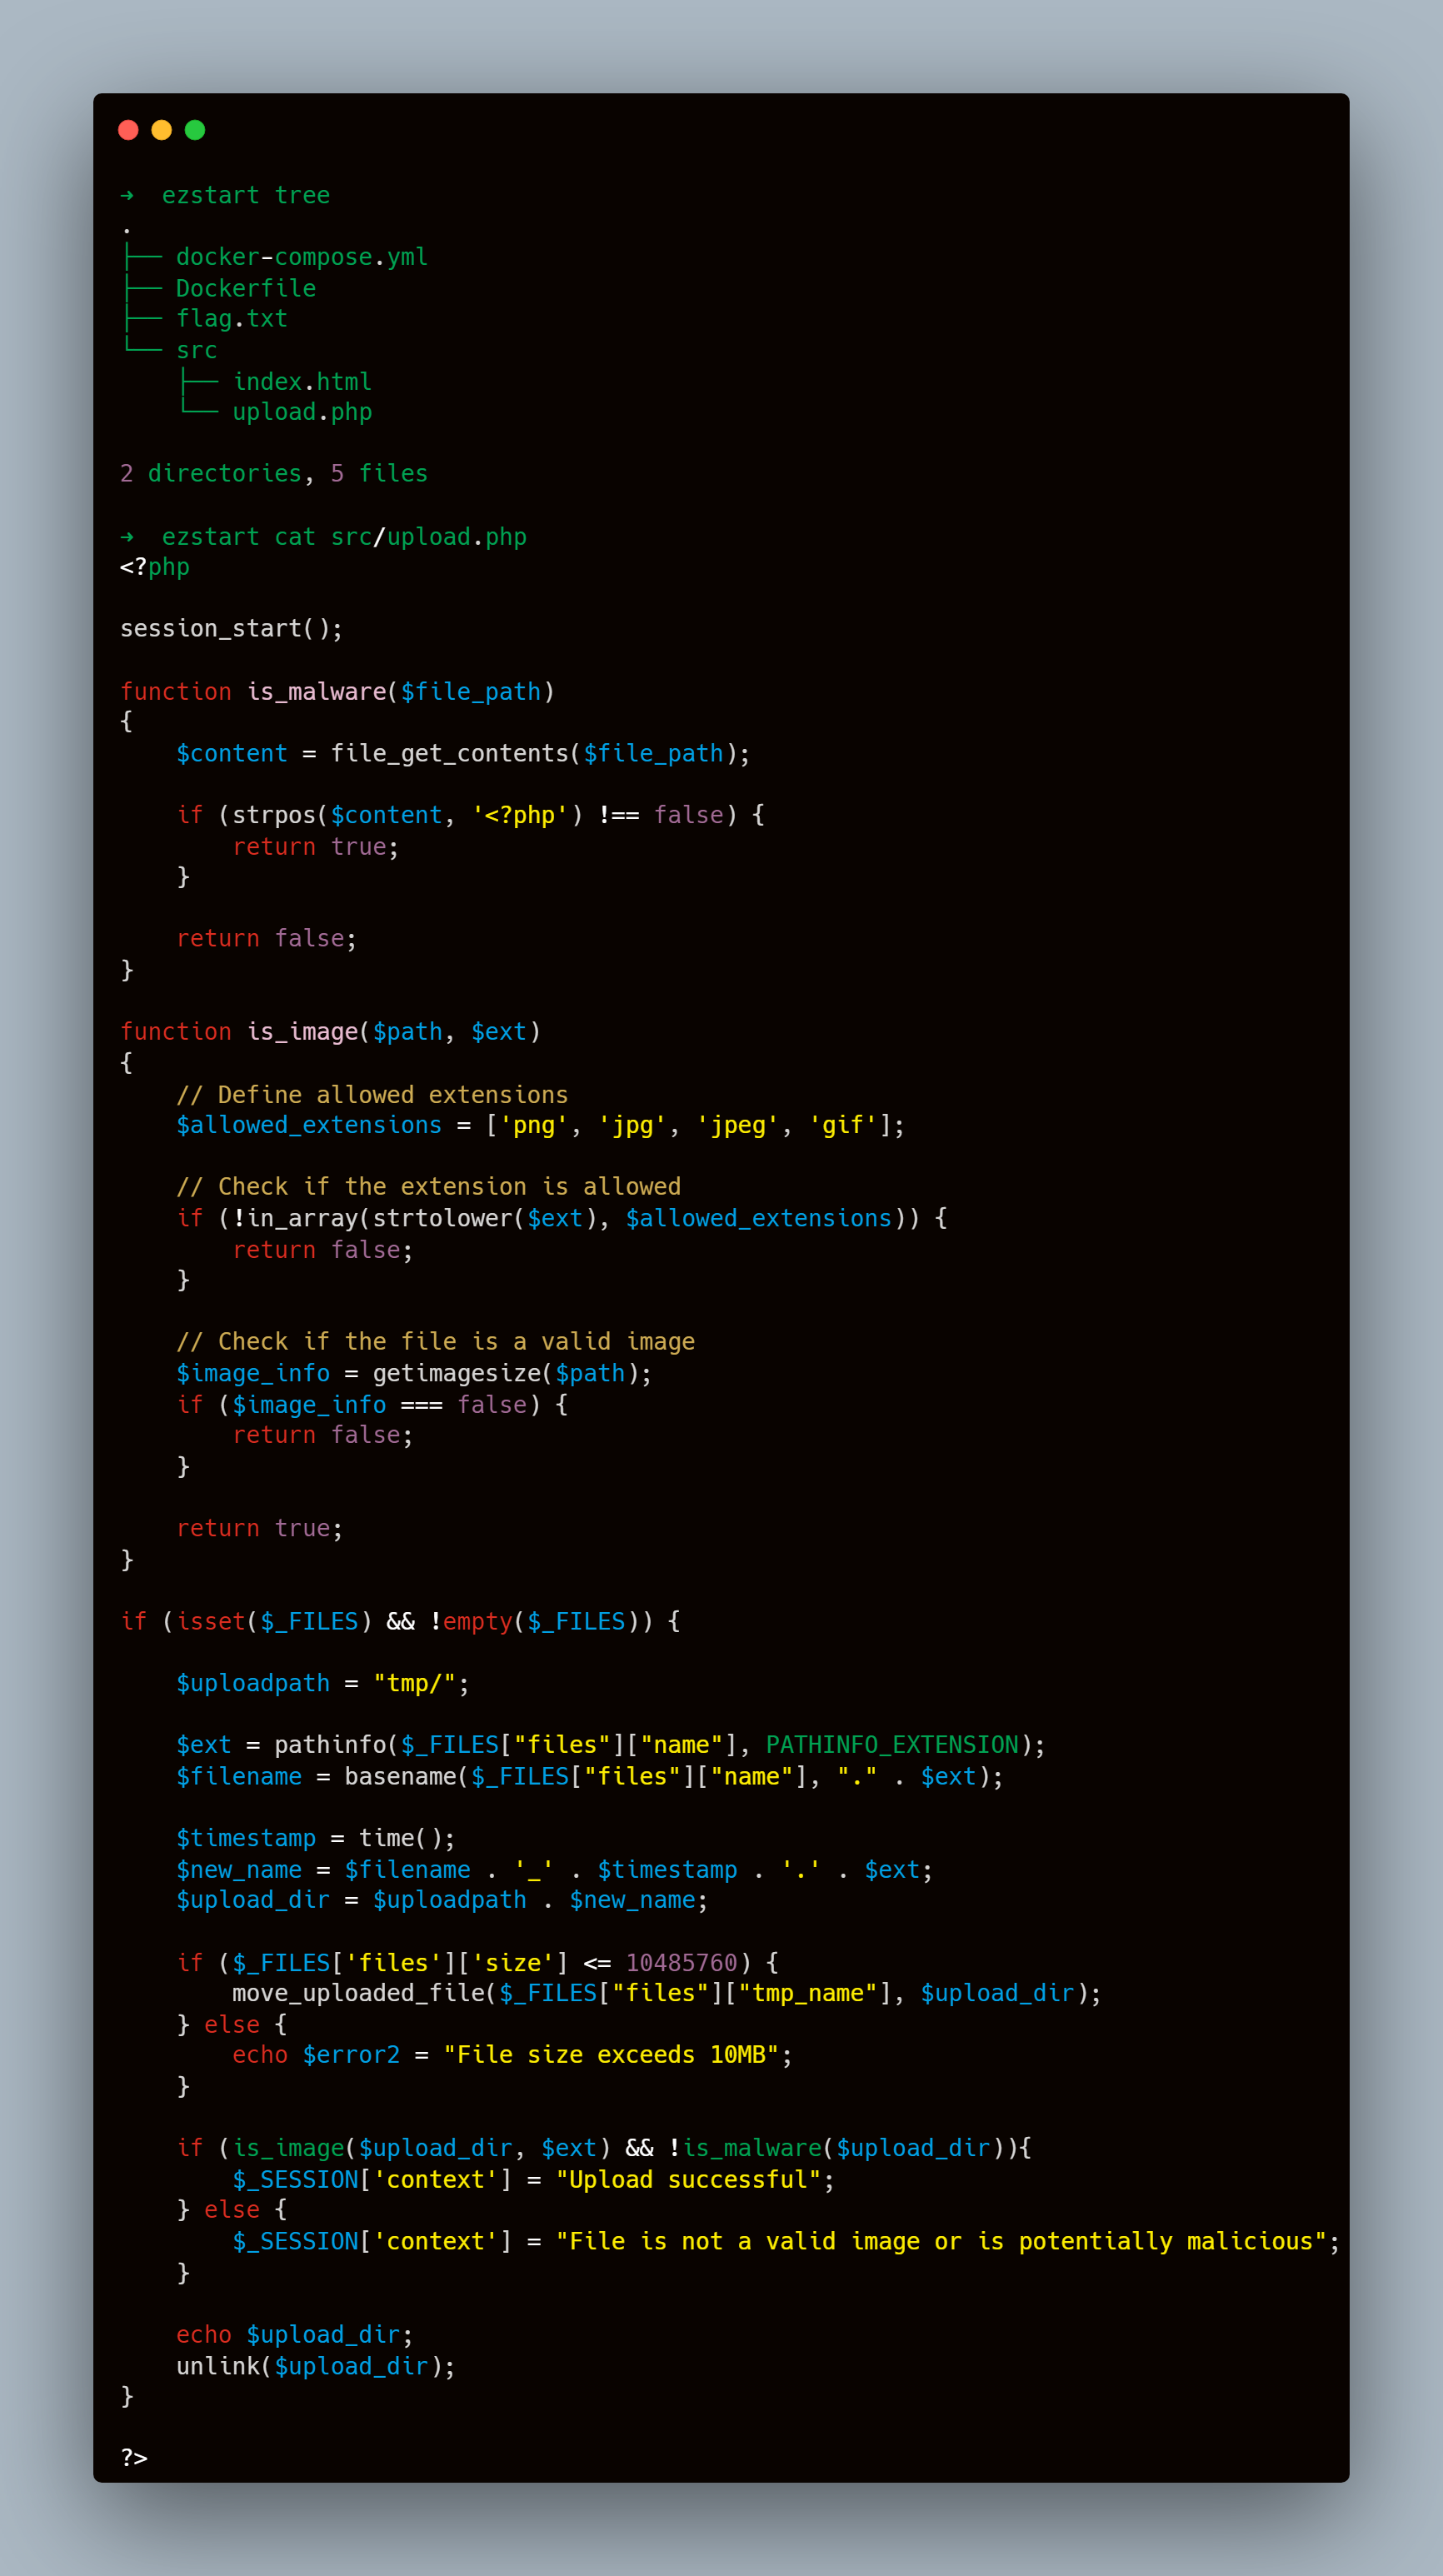 ➜  ezstart tree
.
├── docker-compose.yml
├── Dockerfile
├── flag.txt
└── src
    ├── index.html
    └── upload.php

2 directories, 5 files

➜  ezstart cat src/upload.php
<?php

session_start();

function is_malware($file_path)
{
    $content = file_get_contents($file_path);

    if (strpos($content, '<?php') !== false) {
        return true;
    }

    return false;
}

function is_image($path, $ext)
{
    // Define allowed extensions
    $allowed_extensions = ['png', 'jpg', 'jpeg', 'gif'];

    // Check if the extension is allowed
    if (!in_array(strtolower($ext), $allowed_extensions)) {
        return false;
    }

    // Check if the file is a valid image
    $image_info = getimagesize($path);
    if ($image_info === false) {
        return false;
    }

    return true;
}

if (isset($_FILES) && !empty($_FILES)) {

    $uploadpath = "tmp/";

    $ext = pathinfo($_FILES["files"]["name"], PATHINFO_EXTENSION);
    $filename = basename($_FILES["files"]["name"], "." . $ext);

    $timestamp = time();
    $new_name = $filename . '_' . $timestamp . '.' . $ext;
    $upload_dir = $uploadpath . $new_name;

    if ($_FILES['files']['size'] <= 10485760) {
        move_uploaded_file($_FILES["files"]["tmp_name"], $upload_dir);
    } else {
        echo $error2 = "File size exceeds 10MB";
    }

    if (is_image($upload_dir, $ext) && !is_malware($upload_dir)){
        $_SESSION['context'] = "Upload successful";
    } else {
        $_SESSION['context'] = "File is not a valid image or is potentially malicious";
    }

    echo $upload_dir;
    unlink($upload_dir);
}

?>